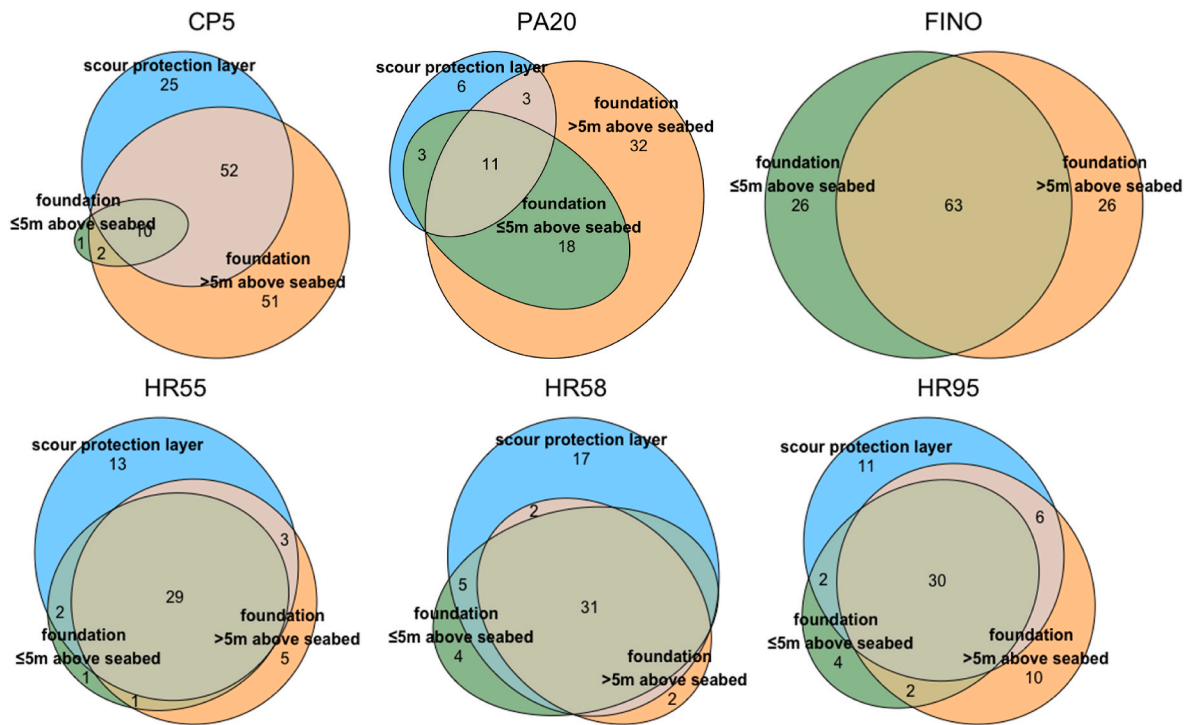 CP5
PA20
FINO
scour protection layer
25
52
foundation
≤5m above seabed
10
1
2
foundation
>5m above seabed
51
scour protection layer
6
3
foundation
>5m above seabed
32
3
11
foundation
≤5m above seabed
18
foundation
≤5m above seabed
26
63
foundation
>5m above seabed
26
HR55
HR58
HR95
scour protection layer
13
3
29
2
foundation
≤5m above seabed
1
foundation
>5m above seabed
5
1
scour protection layer
17
2
5
31
foundation
≤5m above seabed
4
foundation
>5m above seabed
2
scour protection layer
11
6
2
30
foundation
≤5m above seabed
4
foundation
>5m above seabed
10
2